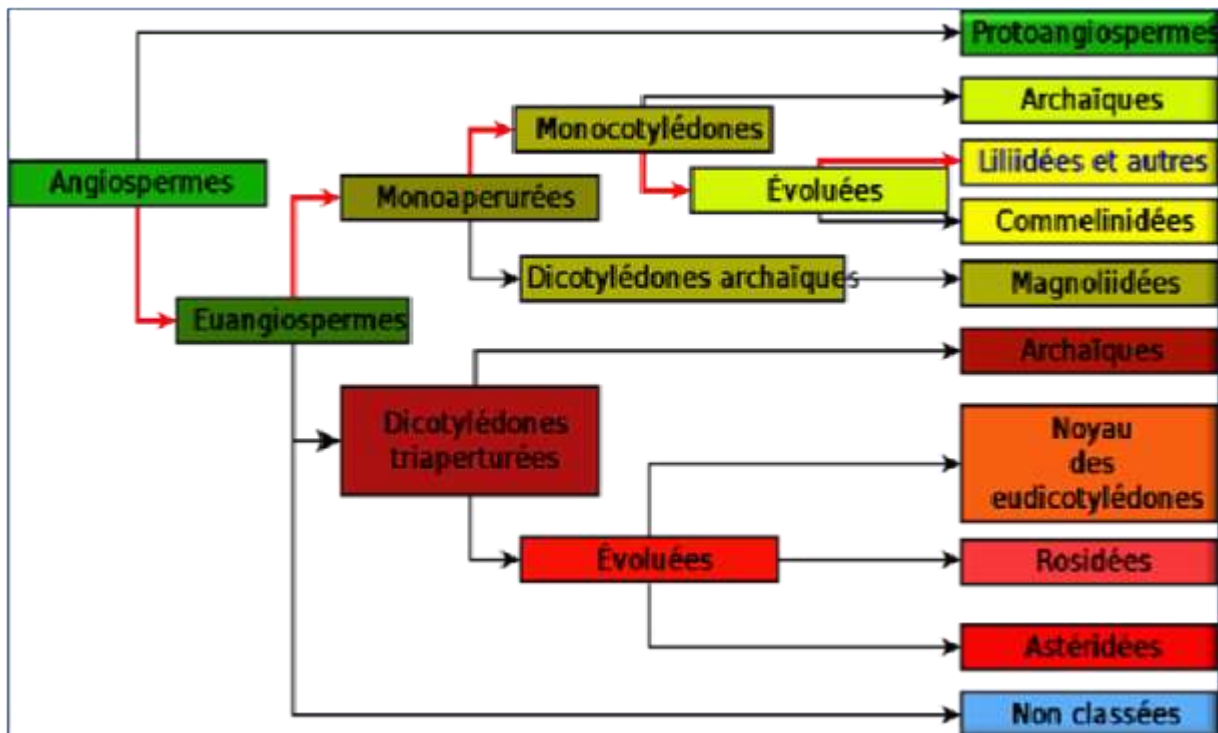 Protoangiospermes
Archaïques
Monocotylédones
Liliidées et autres
Angiospermes
Évoluées
Monoaperurées
Commelinidées
Dicotylédones archaïques
Magnoliidées
Euangiospermes
Archaïques
Dicotylédones
triaperturées
Noyau
des
eudicotylédones
Évoluées
Rosidées
Astéridées
Non classées